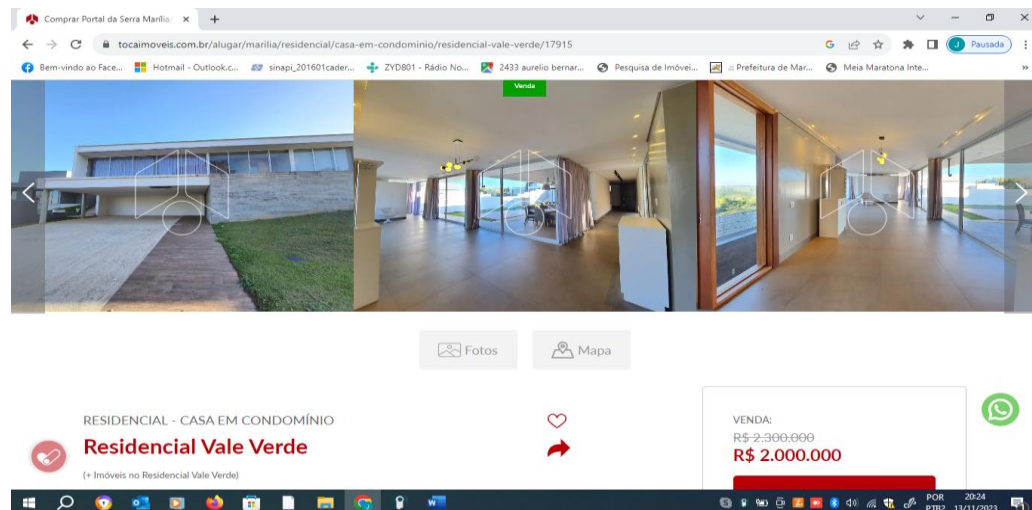 Comprar Portal da Serra Marília
tocaimoveis.com.br/alugar/marilia/residencial/casa-em-condominio/residencial-vale-verde/17915
J Pausada
Bem-vindo ao Face... Hotmail - Outlook.c... sinapi_201601cader... ZYD801 - Rádio No... 2433 aurelio bernar... Pesquisa de Imóvei... .:: Prefeitura de Mar... Meia Maratona Inte...
Venda
Fotos
Mapa
RESIDENCIAL - CASA EM CONDOMÍNIO
Residencial Vale Verde
(+ Imóveis no Residencial Vale Verde)
VENDA:
R$ 2.300.000
R$ 2.000.000
POR 20:24
PTB2 13/11/2023